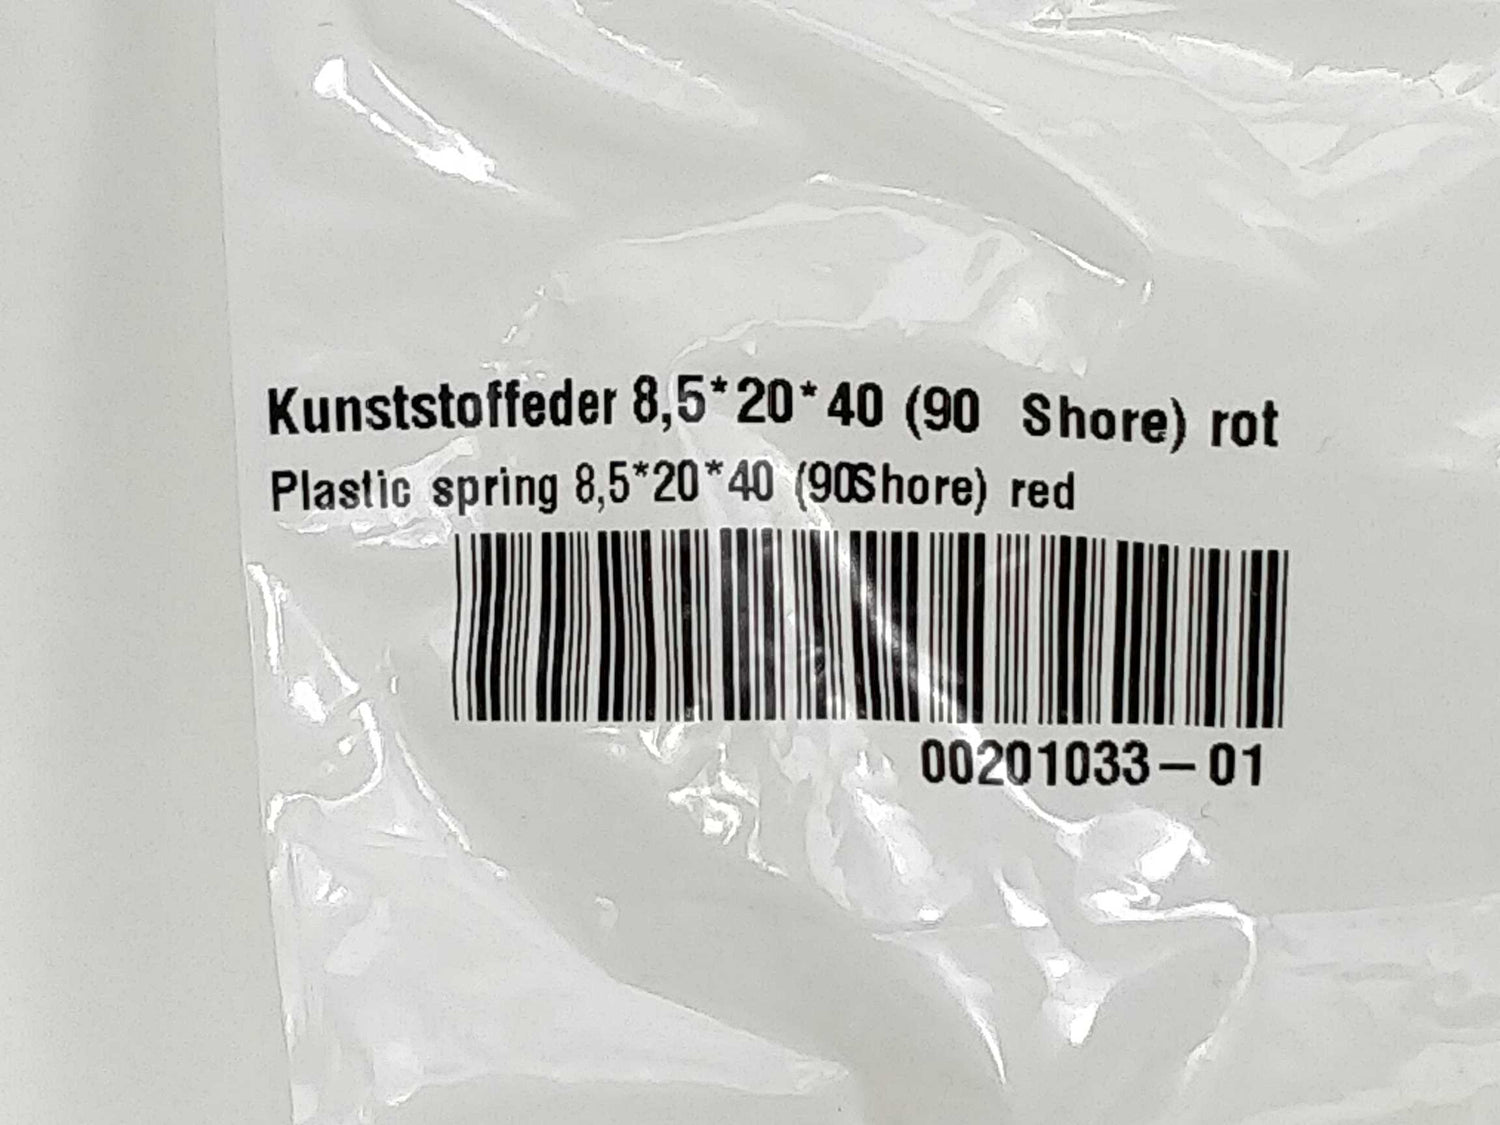 Kunststoffeder 8,5*20*40 (90 Shore) rot
Plastic spring 8,5*20*40 (90Shore) red
00201033-01